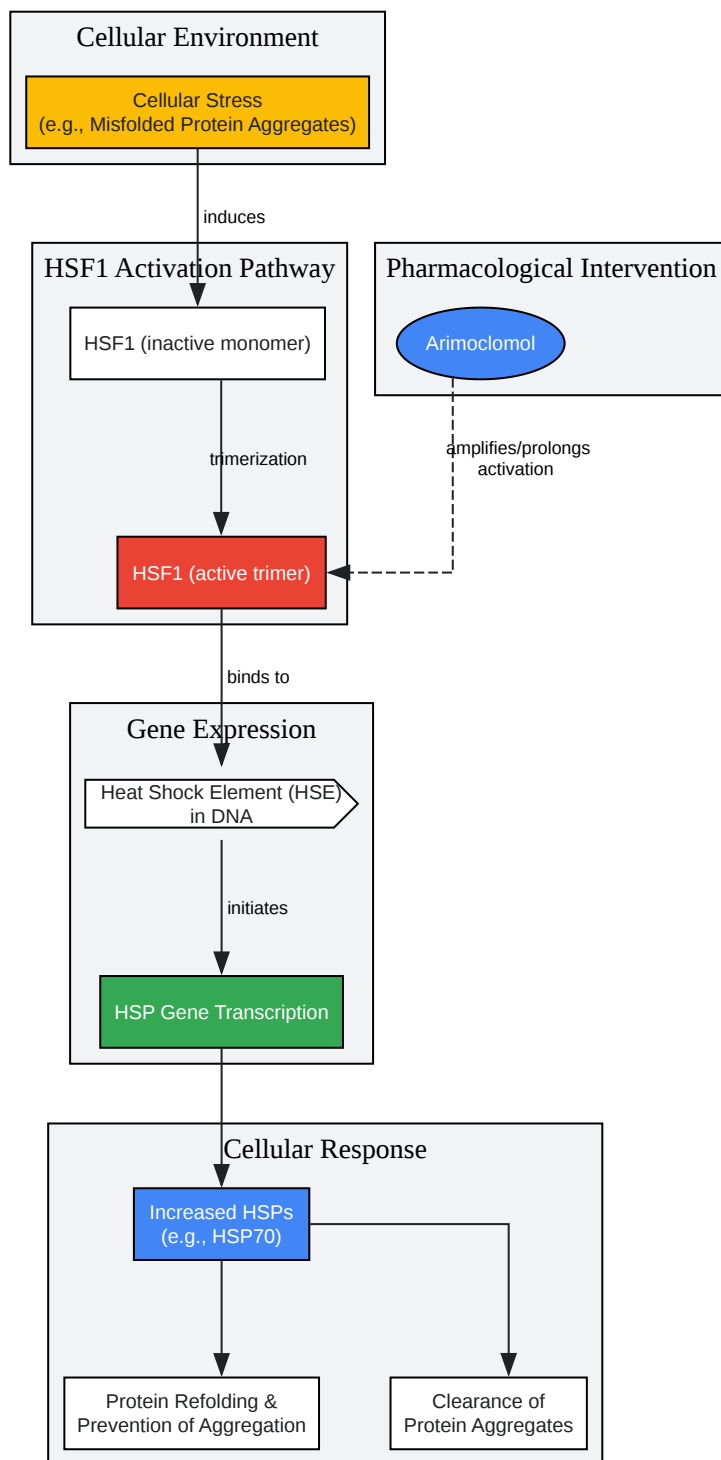 Cellular Environment
Cellular Stress
(e.g., Misfolded Protein Aggregates)
induces
HSF1 Activation Pathway
Pharmacological Intervention
HSF1 (inactive monomer)
Arimoclomol
trimerization
amplifies/prolongs
activation
HSF1 (active trimer)
binds to
Gene Expression
Heat Shock Element (HSE)
in DNA
initiates
HSP Gene Transcription
Cellular Response
Increased HSPs
(e.g., HSP70)
Protein Refolding &
Prevention of Aggregation
Clearance of
Protein Aggregates